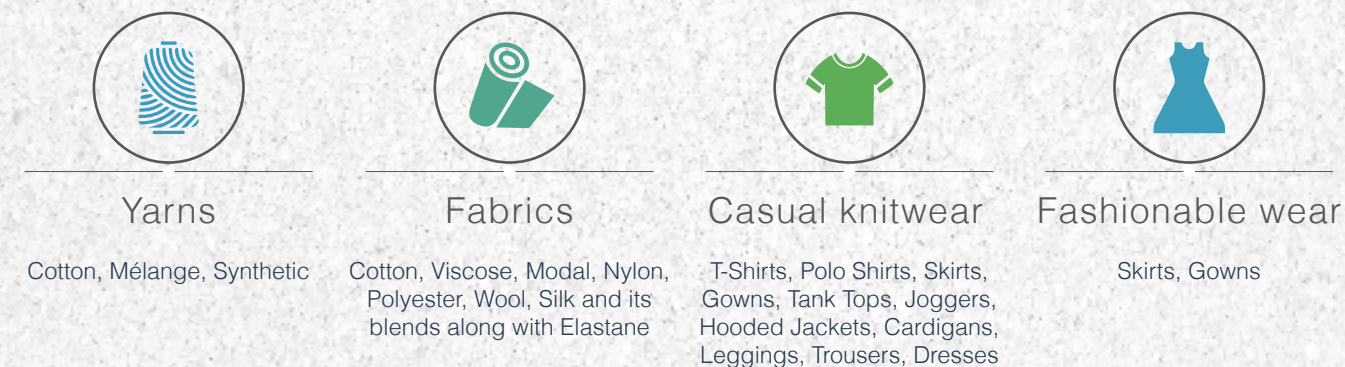 Yarns
Cotton, Mélange, Synthetic
Fabrics
Cotton, Viscose, Modal, Nylon,
Polyester, Wool, Silk and its
blends along with Elastane
Casual knitwear
T-Shirts, Polo Shirts, Skirts,
Gowns, Tank Tops, Joggers,
Hooded Jackets, Cardigans,
Leggings, Trousers, Dresses
Fashionable wear
Skirts, Gowns